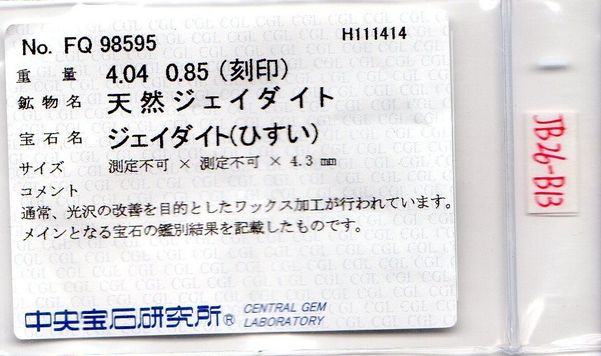 No. FQ 98595 H111414
重量 4.04 0.85 (刻印)
鉱物名 天然ジェイダイト
宝石名 ジェイダイト(ひすい)
サイズ 測定不可 × 測定不可 × 4.3 ㎜
コメント
通常、光沢の改善を目的としたワックス加工が行われています。
メインとなる宝石の鑑別結果を記載したものです。
中央宝石研究所® CENTRAL GEM
LABORATORY
JB26-B13